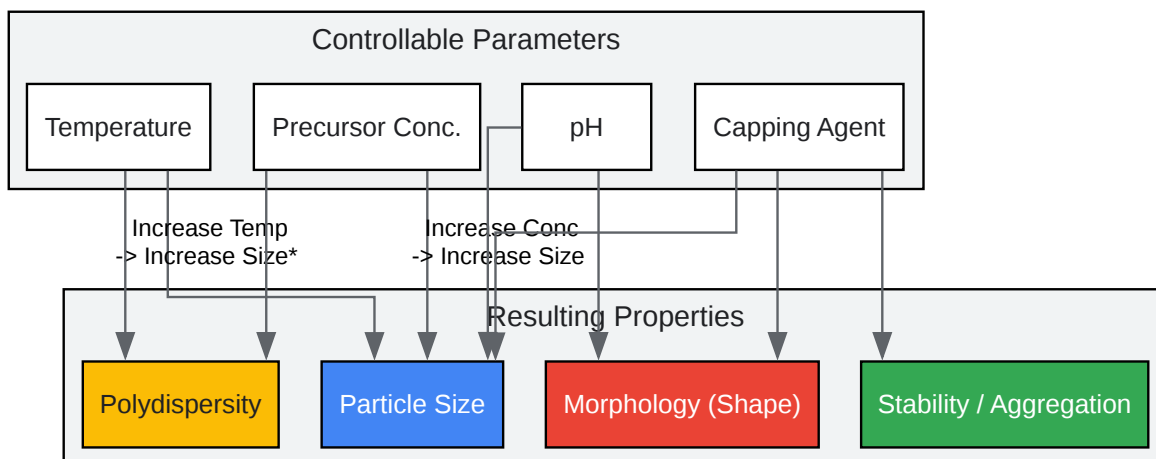 Controllable Parameters
Temperature
Precursor Conc.
pH
Capping Agent
Increase Temp
-> Increase Size*
Increase Conc
-> Increase Size
Resulting Properties
Polydispersity
Particle Size
Morphology (Shape)
Stability / Aggregation